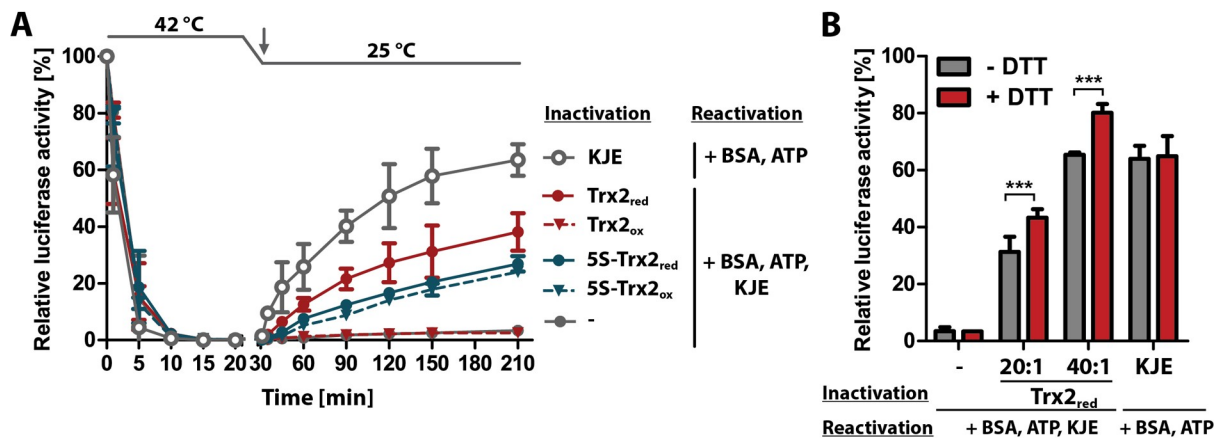 A
42 °C
25 °C
Relative luciferase activity [%]
100
80
60
40
20
0
0 5 10 15 20 30 60 90 120 150 180 210
Time [min]
Inactivation Reactivation
KJE
+ BSA, ATP
Trx2red
Trx2ox
5S-Trx2red
+ BSA, ATP,
KJE
5S-Trx2ox
-
B
Relative luciferase activity [%]
100
80
60
40
20
0
- DTT
+ DTT
***
***
- 20:1 40:1 KJE
Inactivation Trx2red
Reactivation + BSA, ATP, KJE + BSA, ATP